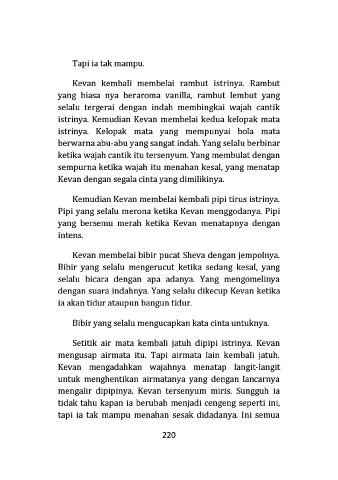 Tapi ia tak mampu.
Kevan kembali membelai rambut istrinya. Rambut
yang biasa nya beraroma vanilla, rambut lembut yang
selalu tergerai dengan indah membingkai wajah cantik
istrinya. Kemudian Kevan membelai kedua kelopak mata
istrinya. Kelopak mata yang mempunyai bola mata
berwarna abu-abu yang sangat indah. Yang selalu berbinar
ketika wajah cantik itu tersenyum. Yang membulat dengan
sempurna ketika wajah itu menahan kesal, yang menatap
Kevan dengan segala cinta yang dimilikinya.
Kemudian Kevan membelai kembali pipi tirus istrinya.
Pipi yang selalu merona ketika Kevan menggodanya. Pipi
yang bersemu merah ketika Kevan menatapnya dengan
intens.
Kevan membelai bibir pucat Sheva dengan jempolnya.
Bibir yang selalu mengerucut ketika sedang kesal, yang
selalu bicara dengan apa adanya. Yang mengomelinya
dengan suara indahnya. Yang selalu dikecup Kevan ketika
ia akan tidur ataupun bangun tidur.
Bibir yang selalu mengucapkan kata cinta untuknya.
Setitik air mata kembali jatuh dipipi istrinya. Kevan
mengusap airmata itu. Tapi airmata lain kembali jatuh.
Kevan mengadahkan wajahnya menatap langit-langit
untuk menghentikan airmatanya yang dengan lancarnya
mengalir dipipinya. Kevan tersenyum miris. Sungguh ia
tidak tahu kapan ia berubah menjadi cengeng seperti ini,
tapi ia tak mampu menahan sesak didadanya. Ini semua
220